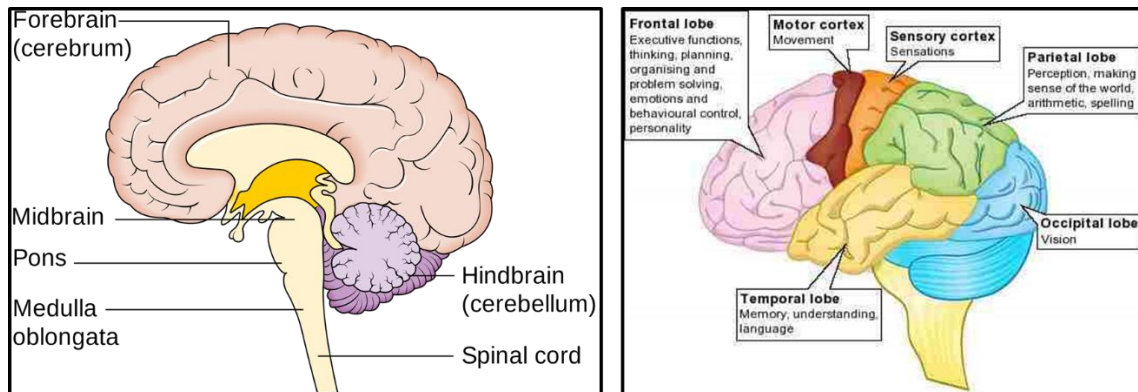 Forebrain
(cerebrum)
Midbrain
Pons
Medulla
oblongata
Hindbrain
(cerebellum)
Spinal cord
Frontal lobe
Executive functions,
thinking, planning,
organising and
problem solving,
emotions and
behavioural control,
personality
Motor cortex
Movement
Sensory cortex
Sensations
Parietal lobe
Perception, making
sense of the world,
arithmetic, spelling
Occipital lobe
Vision
Temporal lobe
Memory, understanding,
language